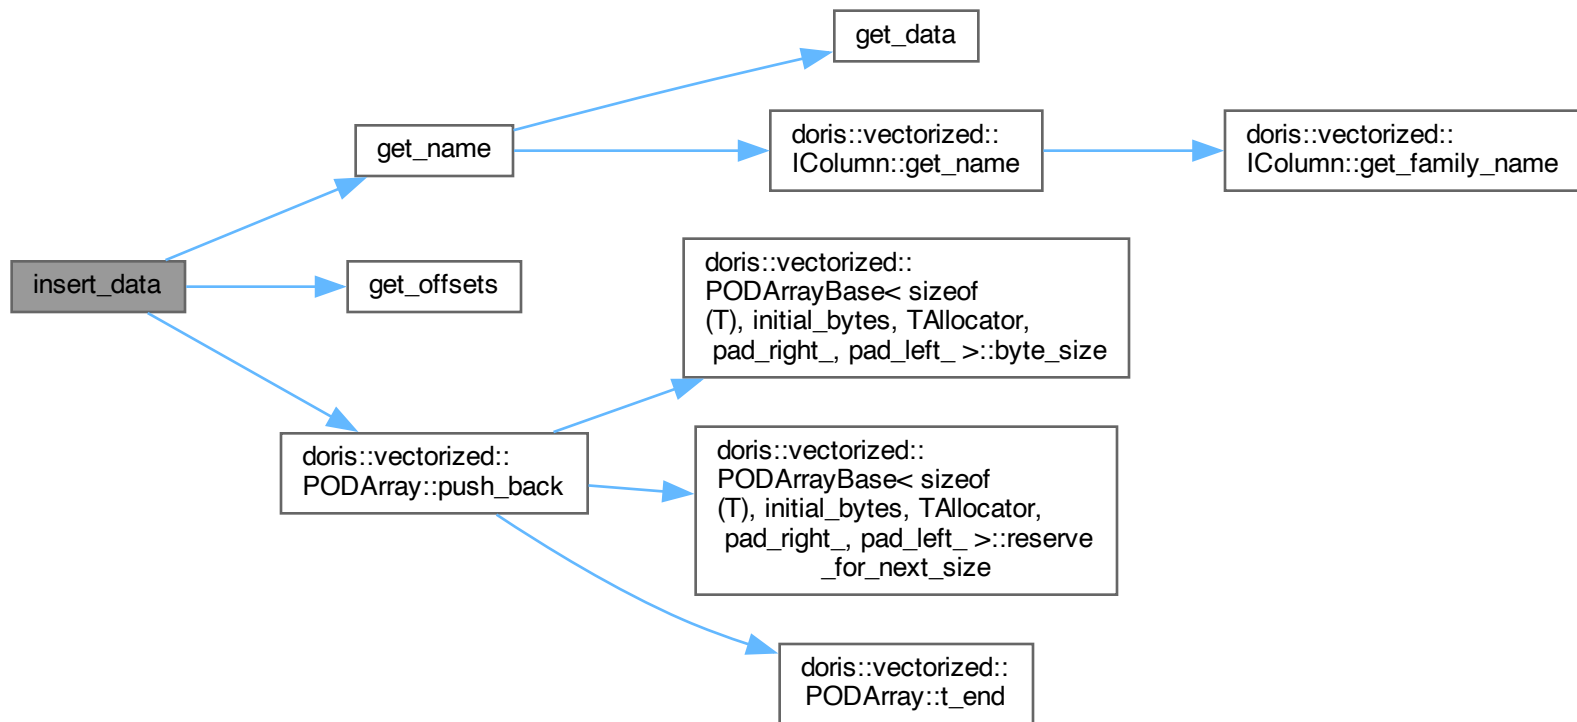 get_data
get_name
doris::vectorized::
IColumn::get_name
doris::vectorized::
IColumn::get_family_name
insert_data
get_offsets
doris::vectorized::
PODArrayBase< sizeof
(T), initial_bytes, TAllocator,
pad_right_, pad_left_ >::byte_size
doris::vectorized::
PODArray::push_back
doris::vectorized::
PODArrayBase< sizeof
(T), initial_bytes, TAllocator,
pad_right_, pad_left_ >::reserve
_for_next_size
doris::vectorized::
PODArray::t_end